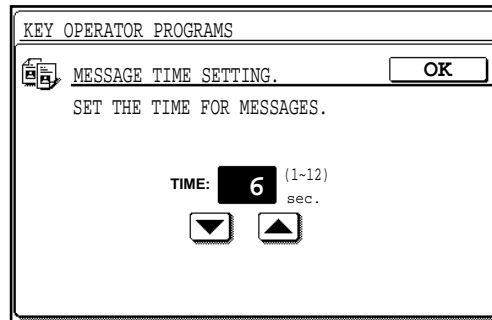 KEY OPERATOR PROGRAMS
MESSAGE TIME SETTING. OK
SET THE TIME FOR MESSAGES.
TIME: 6 (1~12)
sec.